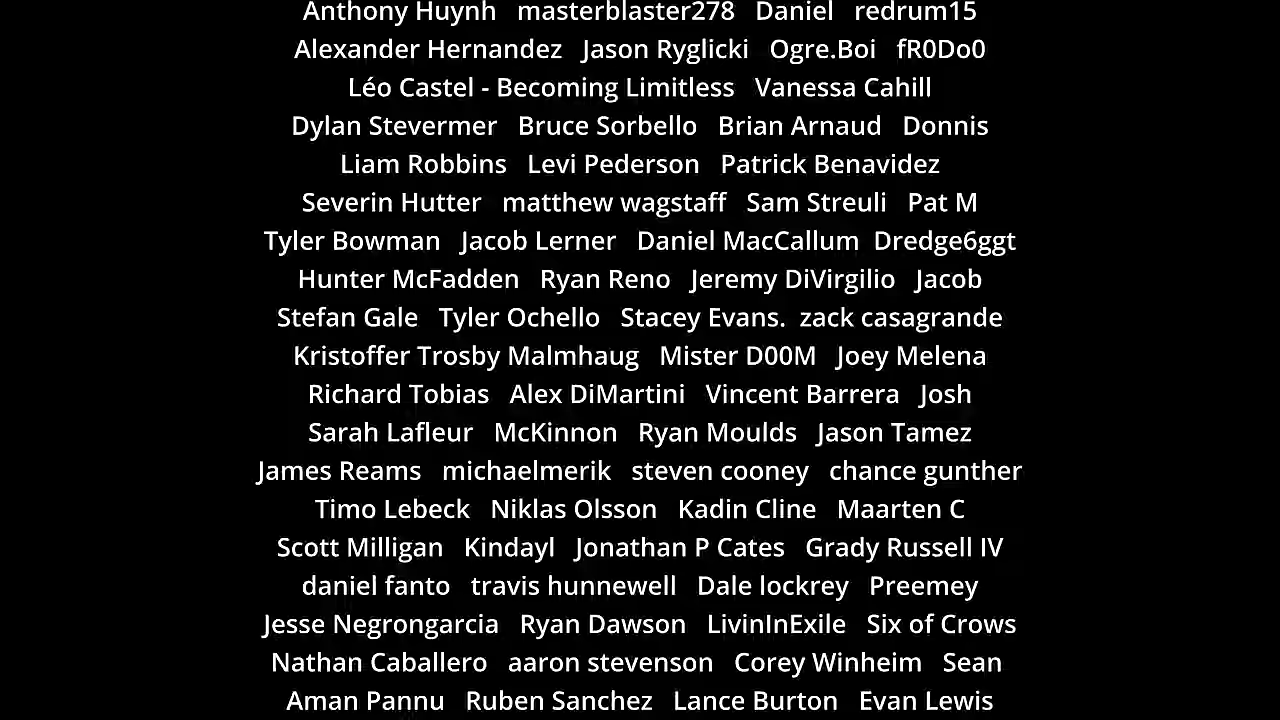 Anthony Huynh masterblaster278 Daniel redrum15
Alexander Hernandez Jason Ryglicki Ogre.Boi fR0Do0
Léo Castel - Becoming Limitless Vanessa Cahill
Dylan Stevermer Bruce Sorbello Brian Arnaud Donnis
Liam Robbins Levi Pederson Patrick Benavidez
Severin Hutter matthew wagstaff Sam Streuli Pat M
Tyler Bowman Jacob Lerner Daniel MacCallum Dredge6ggt
Hunter McFadden Ryan Reno Jeremy DiVirgilio Jacob
Stefan Gale Tyler Ochello Stacey Evans. zack casagrande
Kristoffer Trosby Malmhaug Mister D00M Joey Melena
Richard Tobias Alex DiMartini Vincent Barrera Josh
Sarah Lafleur McKinnon Ryan Moulds Jason Tamez
James Reams michaelmerik steven cooney chance gunther
Timo Lebeck Niklas Olsson Kadin Cline Maarten C
Scott Milligan Kindayl Jonathan P Cates Grady Russell IV
daniel fanto travis hunnewell Dale lockrey Preemey
Jesse Negrongarcia Ryan Dawson LivinInExile Six of Crows
Nathan Caballero aaron stevenson Corey Winheim Sean
Aman Pannu Ruben Sanchez Lance Burton Evan Lewis